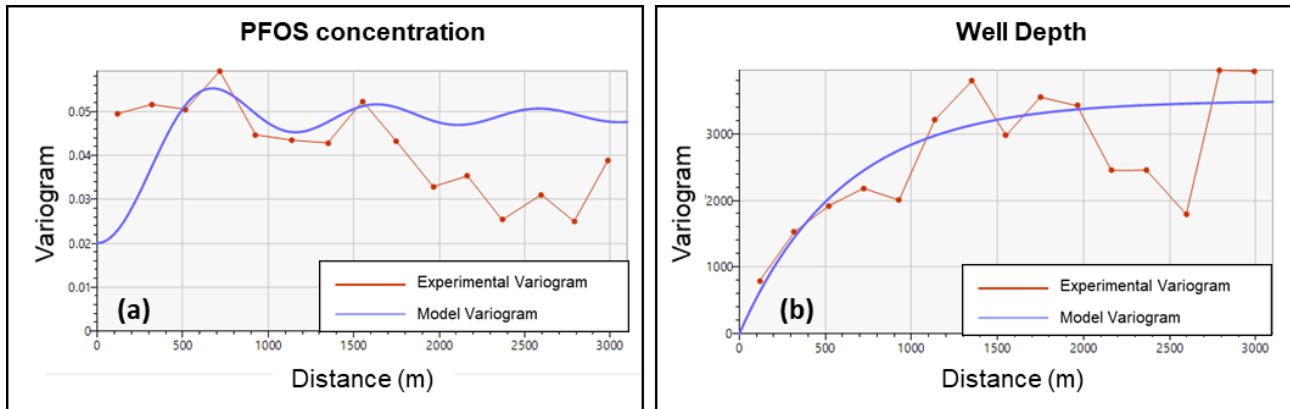 PFOS concentration
Variogram
0.05
0.04
0.03
0.02
0.01
0
0 500 1000 1500 2000 2500 3000
Distance (m)
(a)
Experimental Variogram
Model Variogram
Well Depth
Variogram
3000
2000
1000
0
0 500 1000 1500 2000 2500 3000
Distance (m)
(b)
Experimental Variogram
Model Variogram